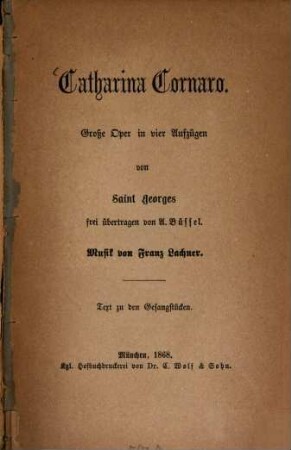 Catharina Cornaro.
Große Oper in vier Aufzügen
von
Saint Georges
frei übertragen von A. Büssel.
Musik von Franz Lachner.
Text zu den Gesangstücken.
München, 1868.
Kgl. Hofbuchdruckerei von Dr. C. Wolf & Sohn.